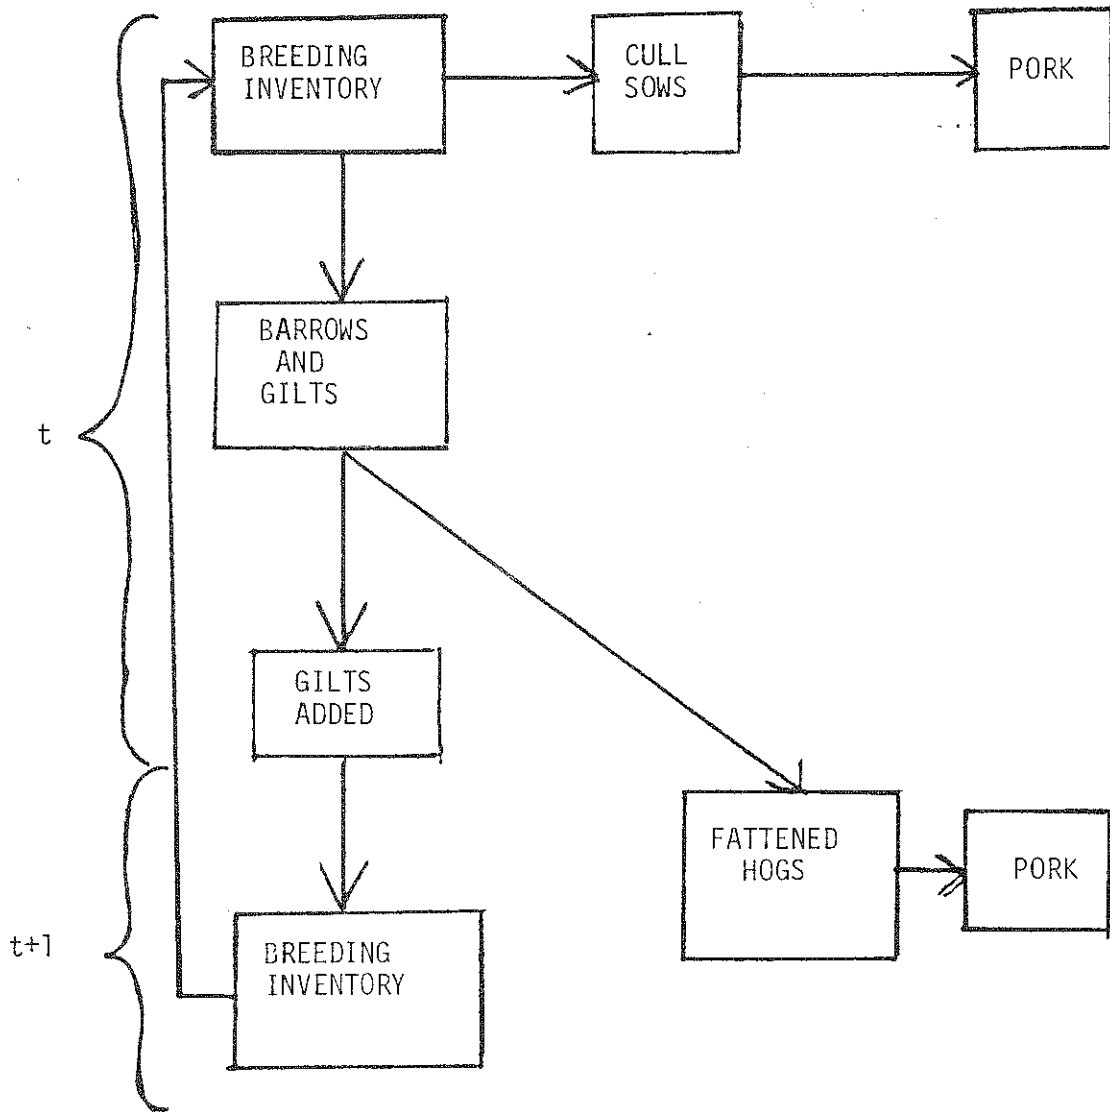 BREEDING
INVENTORY
CULL
SOWS
PORK
BARROWS
AND
GILTS
t
GILTS
ADDED
FATTENED
HOGS
PORK
t+1
BREEDING
INVENTORY